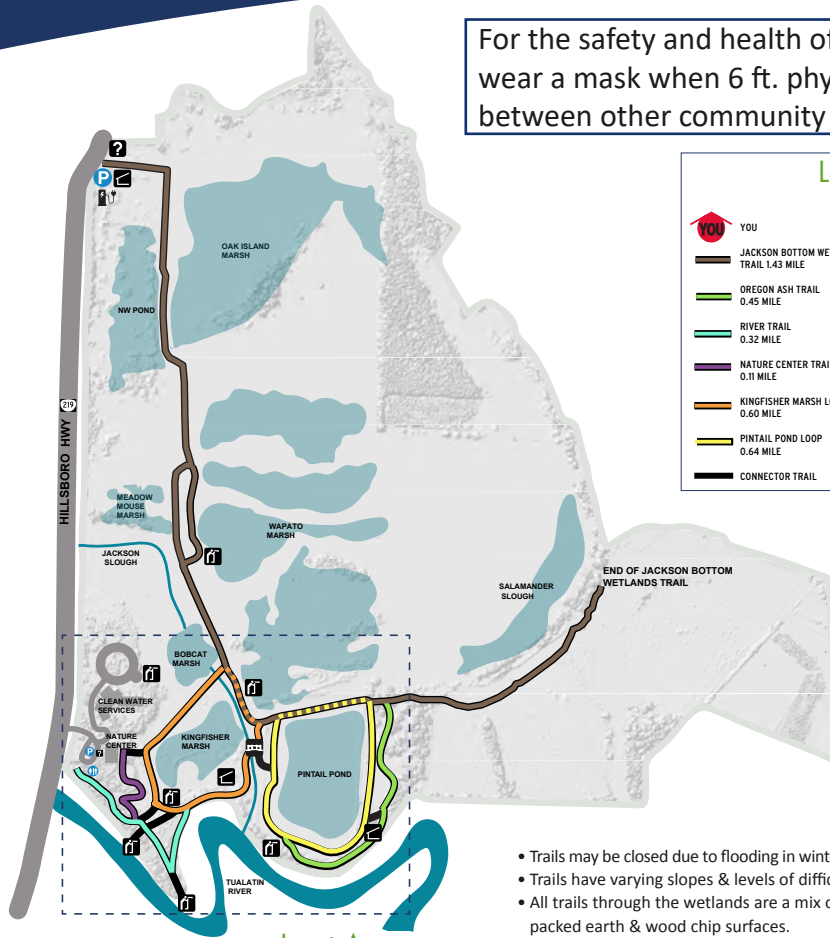 For the safety and health of
wear a mask when 6 ft.
between other community
?
P
OAK ISLAND
MARSH
NW POND
219
HILLSBORO HWY
MEADOW
MOUSE
MARSH
WAPATO
MARSH
JACKSON
SLOUGH
SALAMANDER
SLOUGH
END OF JACKSON BOTTOM
WETLANDS TRAIL
BOBCAT
MARSH
CLEAN WATER
SERVICES
NATURE
CENTER
P ?
KINGFISHER
MARSH
PINTAIL POND
TUALATIN
RIVER
YOU YOU
JACKSON BOTTOM
TRAIL 1.43 MILE
OREGON ASH TRAIL
0.45 MILE
RIVER TRAIL
0.32 MILE
NATURE CENTER TRAI
0.11 MILE
KINGFISHER MARSH
0.60 MILE
PINTAIL POND LOOP
0.64 MILE
CONNECTOR TRAIL
• Trails may be closed due to flooding in
• Trails have varying slopes & levels of
• All trails through the wetlands are a mix
packed earth & wood chip surfaces.